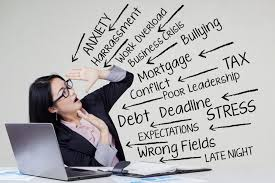 ANXIETY
HARRASSMENT
WORK OVERLOAD
BUSINESS CRISIS
BUllying
Mortgage
TAX
Conflict
Poor Leadership
Debt, Deadline
STRESS
EXPECTATIONS
Wrong Fields
LATE NIGHT